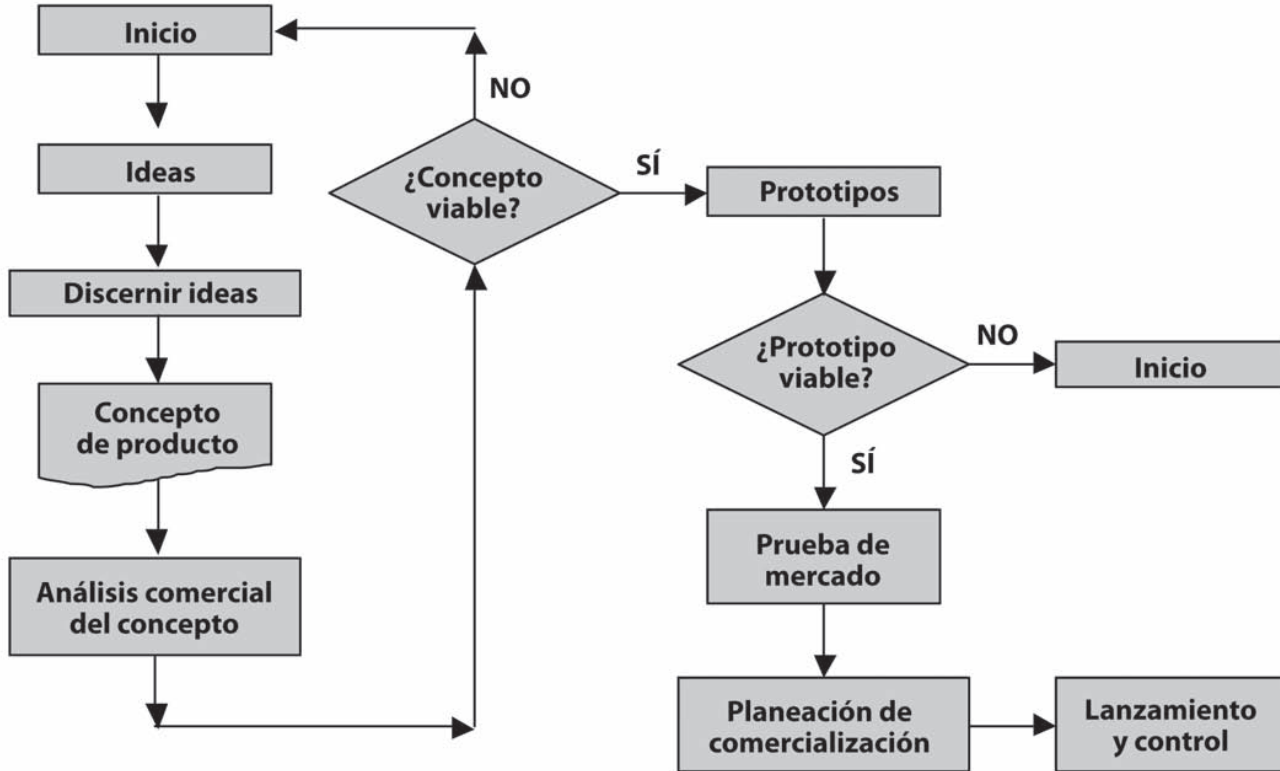 Inicio
Ideas
Discernir ideas
Concepto
de producto
Análisis comercial
del concepto
¿Concepto
viable?
NO
SÍ
Prototipos
¿Prototipo
viable?
NO
Inicio
SÍ
Prueba de
mercado
Planeación de
comercialización
Lanzamiento
y control